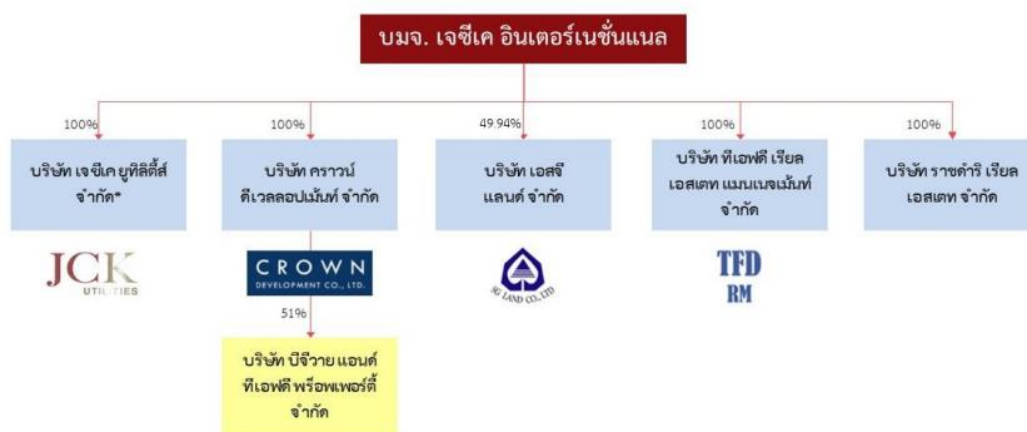 บมจ. เจซีเค อินเตอร์เนชั่นแนล
100%
100%
49.94%
100%
100%
บริษัท เจซีเค ยูทิลิตี้ส์
จำกัด*
บริษัท คราวน์
ดีเวลลอปเม้นท์ จำกัด
บริษัท เอสจี
แลนด์ จำกัด
บริษัท ทีเอฟดี เรียล
เอสเตท แมนเนจเม้นท์
จำกัด
บริษัท ราชดำริ เรียล
เอสเตท จำกัด
JCK
UTILITIES
CROWN
DEVELOPMENT CO., LTD.
SG LAND CO., LTD
TFD
RM
51%
บริษัท บีจีวาย แอนด์
ทีเอฟดี พร็อพเพอร์ตี้
จำกัด